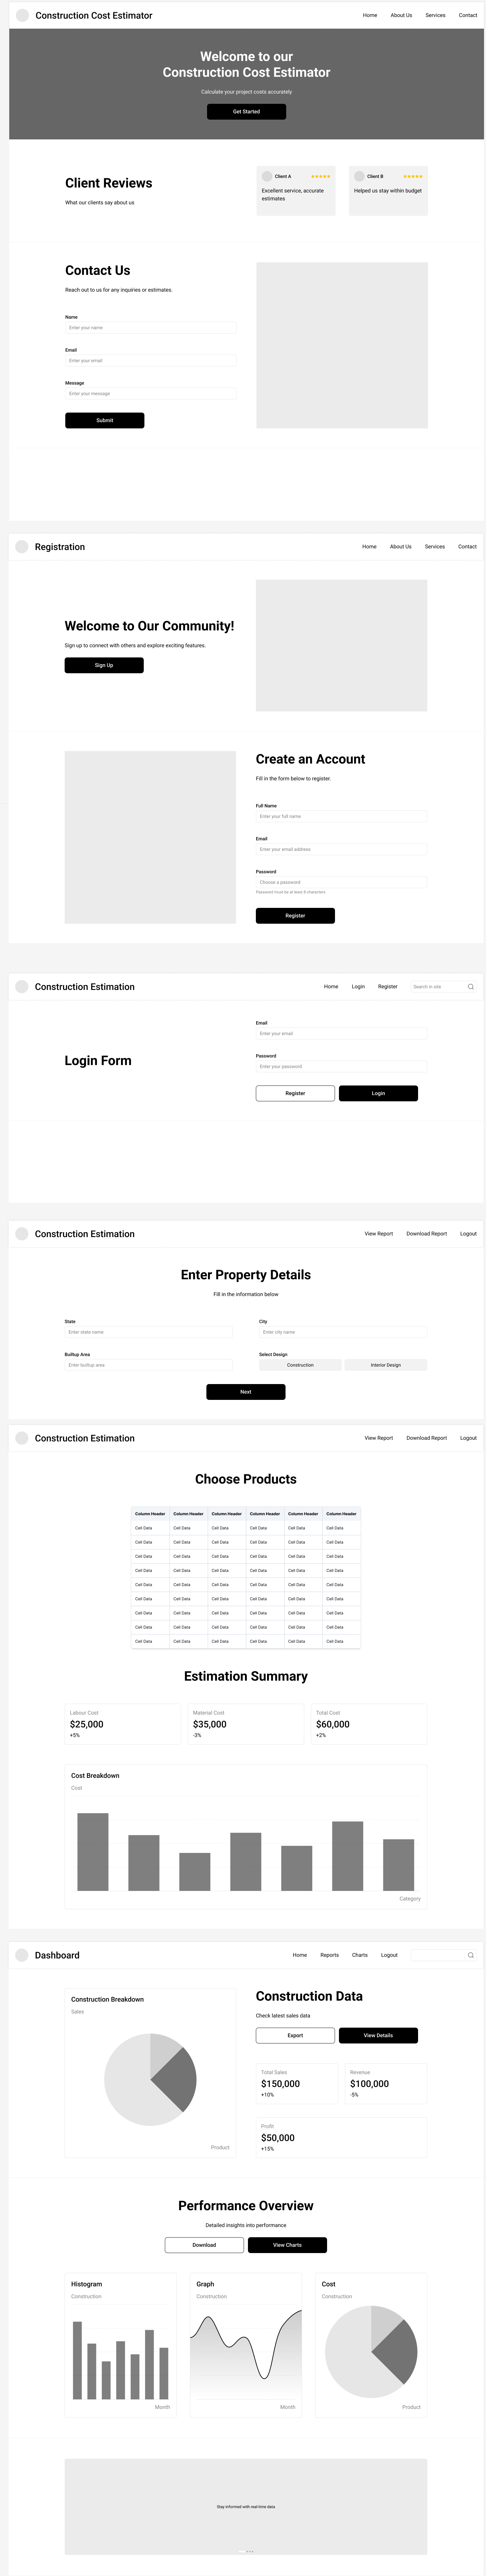 Construction Cost Estimator
Home About Us Services Contact
Welcome to our
Construction Cost Estimator
Calculate your project costs accurately
Get Started
Client Reviews
What our clients say about us
Client A ★★★★★
Excellent service, accurate
estimates
Client B ★★★★★
Helped us stay within budget
Contact Us
Reach out to us for any inquiries or estimates.
Name
Enter your name
Email
Enter your email
Message
Enter your message
Submit
Registration
Home About Us Services Contact
Welcome to Our Community!
Sign up to connect with others and explore exciting features.
Sign Up
Create an Account
Fill in the form below to register.
Full Name
Enter your full name
Email
Enter your email address
Password
Choose a password
Password must be at least 8 characters
Register
Construction Estimation
Home Login Register Search in site
Login Form
Email
Enter your email
Password
Enter your password
Register Login
Construction Estimation
View Report Download Report Logout
Enter Property Details
Fill in the information below
State
Enter state name
City
Enter city name
Builtup Area
Enter builtup area
Select Design
Construction Interior Design
Next
Construction Estimation
View Report Download Report Logout
Choose Products
Column Header Column Header Column Header Column Header Column Header Column Header
Cell Data Cell Data Cell Data Cell Data Cell Data Cell Data
Cell Data Cell Data Cell Data Cell Data Cell Data Cell Data
Cell Data Cell Data Cell Data Cell Data Cell Data Cell Data
Cell Data Cell Data Cell Data Cell Data Cell Data Cell Data
Cell Data Cell Data Cell Data Cell Data Cell Data Cell Data
Cell Data Cell Data Cell Data Cell Data Cell Data Cell Data
Cell Data Cell Data Cell Data Cell Data Cell Data Cell Data
Cell Data Cell Data Cell Data Cell Data Cell Data Cell Data
Cell Data Cell Data Cell Data Cell Data Cell Data Cell Data
Estimation Summary
Labour Cost
$25,000
+5%
Material Cost
$35,000
-3%
Total Cost
$60,000
+2%
Cost Breakdown
Cost
Category
Dashboard
Home Reports Charts Logout
Construction Breakdown
Sales
Product
Construction Data
Check latest sales data
Export View Details
Total Sales
$150,000
+10%
Revenue
$100,000
-5%
Profit
$50,000
+15%
Performance Overview
Detailed insights into performance
Download View Charts
Histogram
Construction
Month
Graph
Construction
Month
Cost
Construction
Product
Stay informed with real-time data